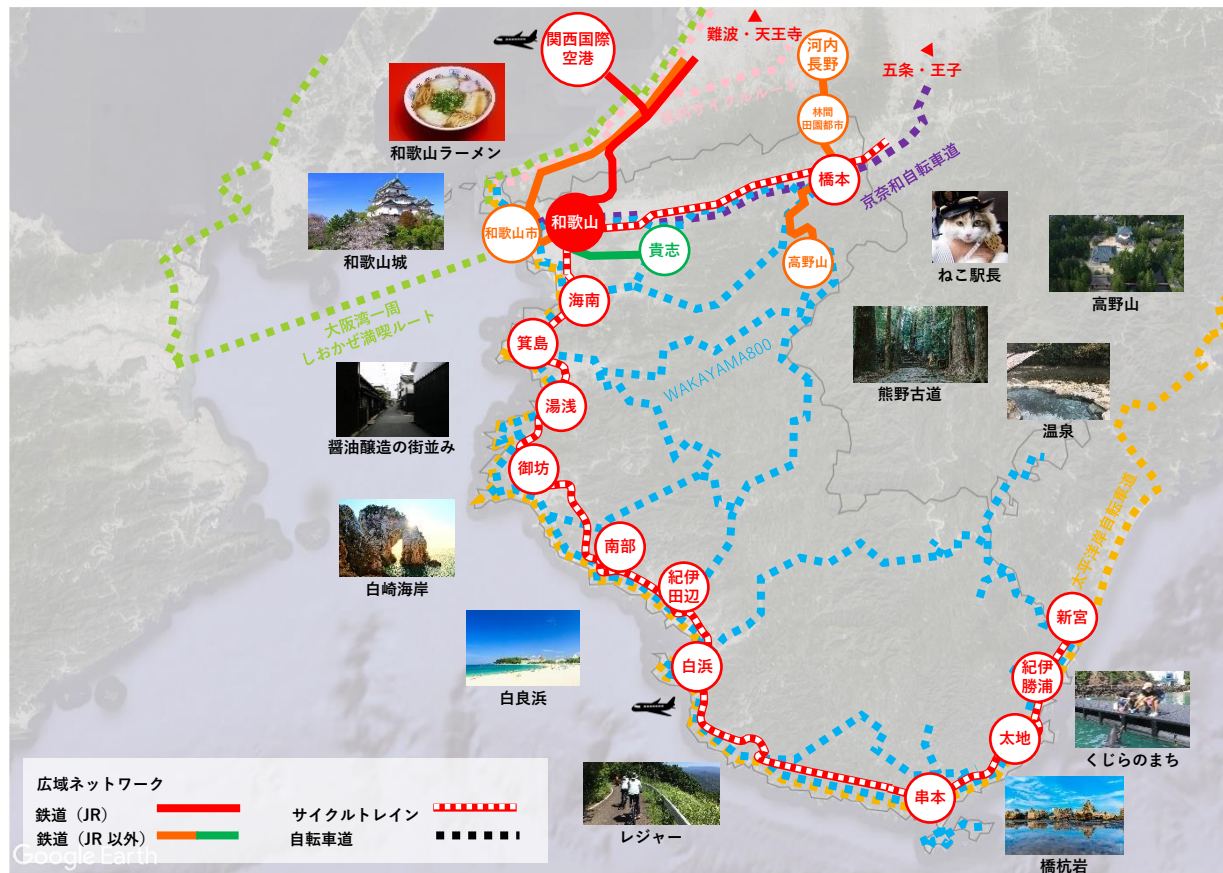 難波・天王寺
関西国際
空港
河内
長野
五条・王子
泉州サイクルルート
林間
田園都市
和歌山ラーメン
橋本
京奈和自転車道
和歌山
和歌山市
貴志
高野山
ねこ駅長
和歌山城
高野山
海南
大阪湾一周
しおかぜ満喫ルート
箕島
WAKAYAMA800
熊野古道
湯浅
温泉
醤油醸造の街並み
御坊
太平洋岸自転車道
南部
紀伊
田辺
白崎海岸
新宮
白浜
紀伊
勝浦
白良浜
太地
くじらのまち
串本
レジャー
橋杭岩
広域ネットワーク
鉄道（JR）
サイクルトレイン
鉄道（JR 以外）
自転車道
Google Earth